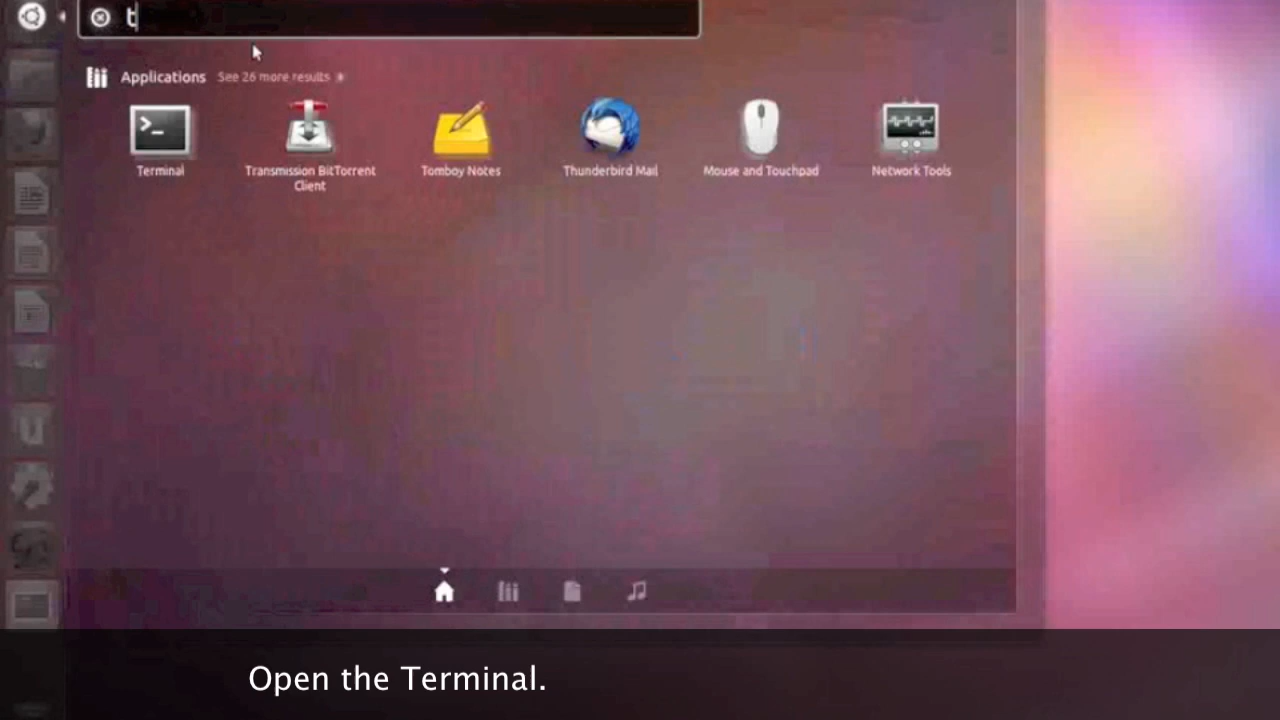 t
Applications See 26 more results
Terminal
Transmission BitTorrent
Client
Tomboy Notes
Thunderbird Mail
Mouse and Touchpad
Network Tools
Open the Terminal.